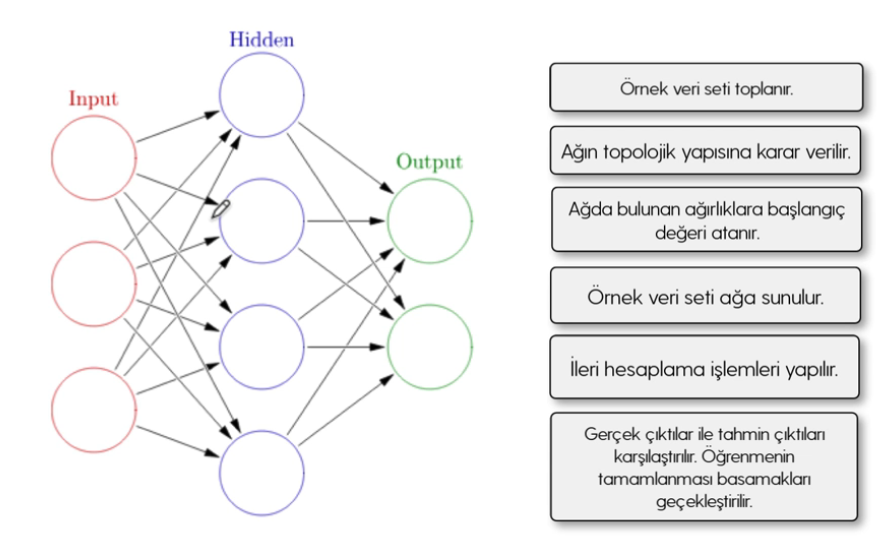 Hidden
Input
Output
Örnek veri seti toplanır.
Ağın topolojik yapısına karar verilir.
Ağda bulunan ağırlıklara başlangıç
değeri atanır.
Örnek veri seti ağa sunulur.
İleri hesaplama işlemleri yapılır.
Gerçek çıktılar ile tahmin çıktıları
karşılaştırılır. Öğrenmenin
tamamlanması basamakları
geçekleştirilir.